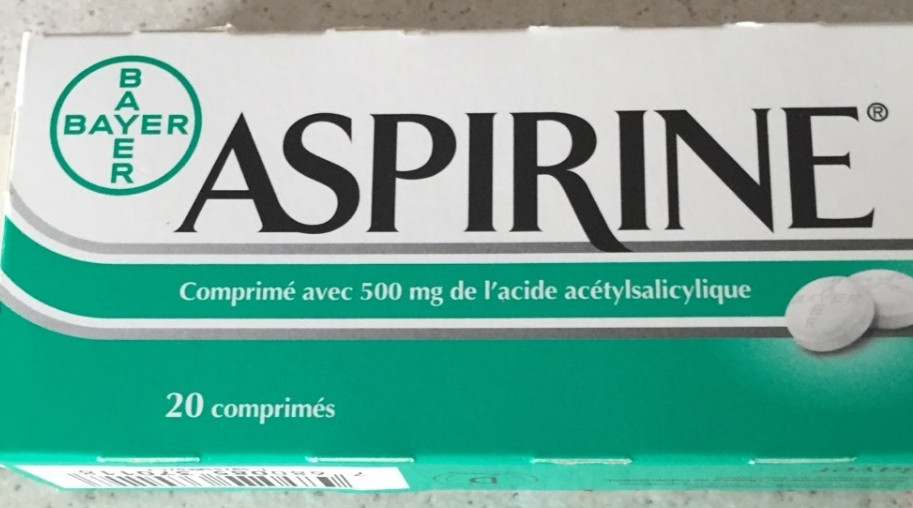 BAYER
BAYER
ASPIRINE®
Comprimé avec 500 mg de l'acide acétylsalicylique
20 comprimés
D